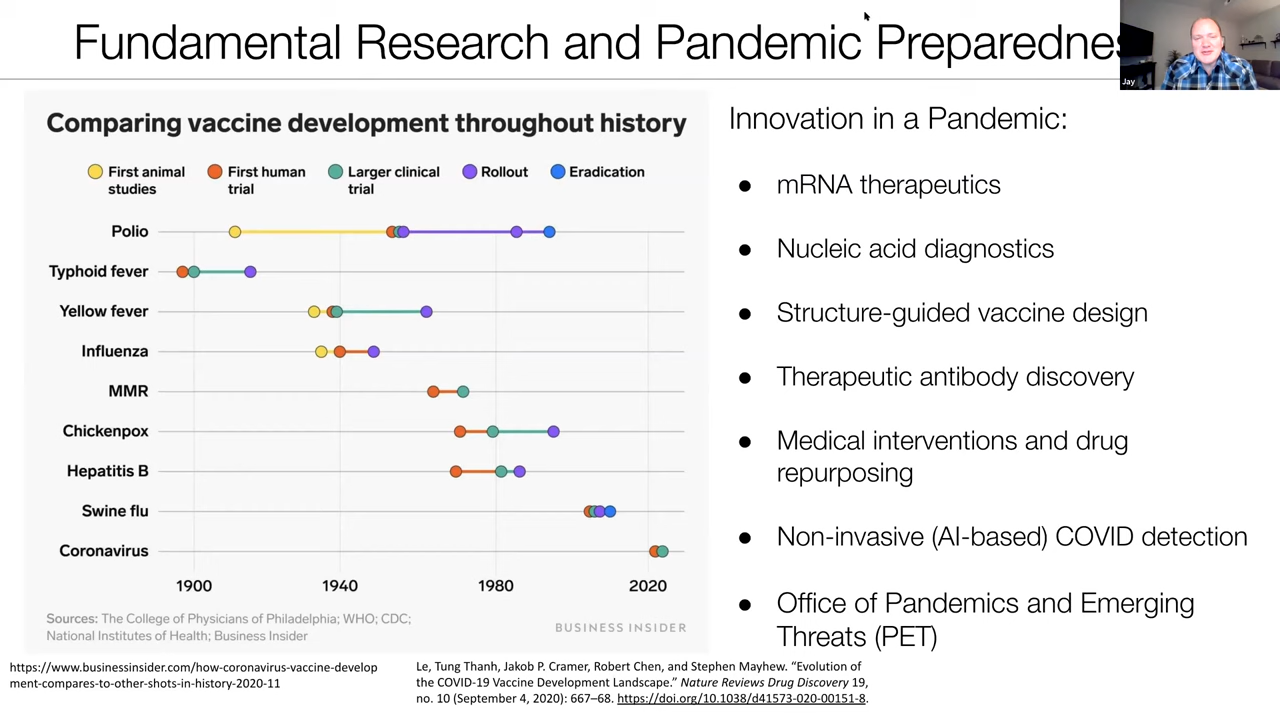 Fundamental Research and Pandemic Preparednes
Jay
Comparing vaccine development throughout history
First animal
studies
First human
trial
Larger clinical
trial
Rollout
Eradication
Polio
Typhoid fever
Yellow fever
Influenza
MMR
Chickenpox
Hepatitis B
Swine flu
Coronavirus
1900 1940 1980 2020
Sources: The College of Physicians of Philadelphia; WHO; CDC;
National Institutes of Health; Business Insider
BUSINESS INSIDER
Innovation in a Pandemic:
● mRNA therapeutics
● Nucleic acid diagnostics
● Structure-guided vaccine design
● Therapeutic antibody discovery
● Medical interventions and drug
repurposing
● Non-invasive (AI-based) COVID detection
● Office of Pandemics and Emerging
Threats (PET)
https://www.businessinsider.com/how-coronavirus-vaccine-develop
ment-compares-to-other-shots-in-history-2020-11
Le, Tung Thanh, Jakob P. Cramer, Robert Chen, and Stephen Mayhew. “Evolution of
the COVID-19 Vaccine Development Landscape.” Nature Reviews Drug Discovery 19,
no. 10 (September 4, 2020): 667–68. https://doi.org/10.1038/d41573-020-00151-8.